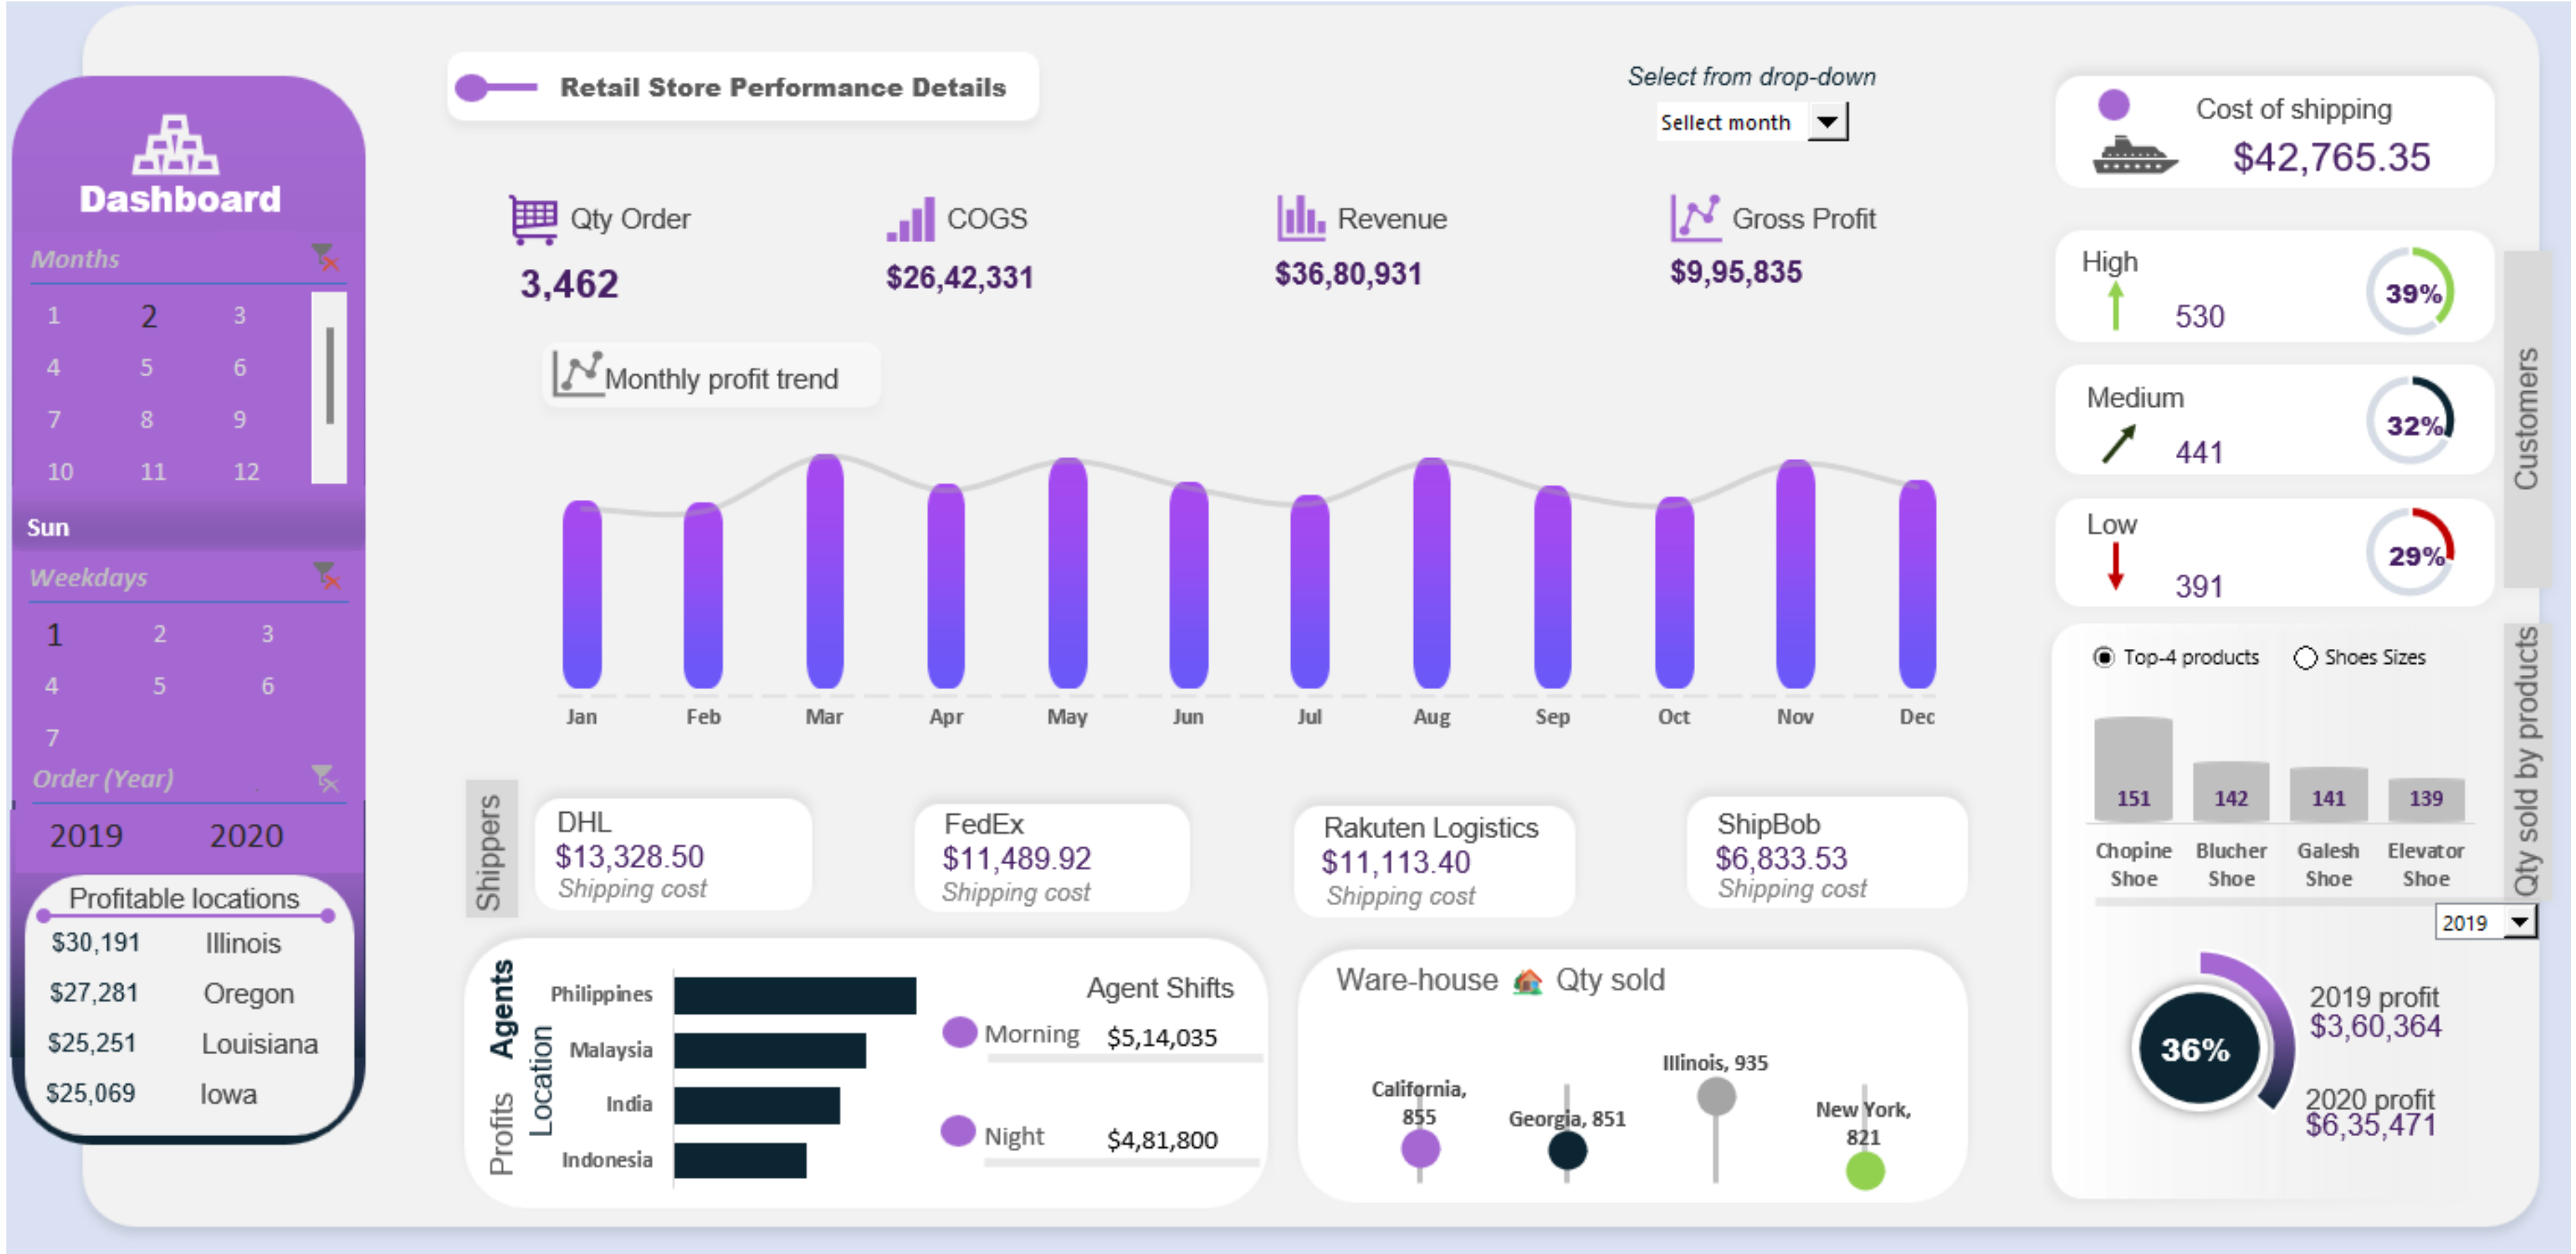 Dashboard
Months
1 2 3
4 5 6
7 8 9
10 11 12
Sun
Weekdays
1 2 3
4 5 6
7
Order (Year)
2019 2020
Profitable locations
$30,191 Illinois
$27,281 Oregon
$25,251 Louisiana
$25,069 Iowa
Retail Store Performance Details
Select from drop-down
Sellect month
Qty Order
3,462
COGS
$26,42,331
Revenue
$36,80,931
Gross Profit
$9,95,835
Monthly profit trend
Jan Feb Mar Apr May Jun Jul Aug Sep Oct Nov Dec
Shippers
DHL
$13,328.50
Shipping cost
FedEx
$11,489.92
Shipping cost
Rakuten Logistics
$11,113.40
Shipping cost
ShipBob
$6,833.53
Shipping cost
Profits Agents
Location
Philippines
Malaysia
India
Indonesia
Agent Shifts
Morning $5,14,035
Night $4,81,800
Ware-house Qty sold
California,
855
Georgia, 851
Illinois, 935
New York,
821
Cost of shipping
$42,765.35
Customers
High
530
39%
Medium
441
32%
Low
391
29%
Qty sold by products
Top-4 products Shoes Sizes
151 142 141 139
Chopine Blucher Galesh Elevator
Shoe Shoe Shoe Shoe
2019
36%
2019 profit
$3,60,364
2020 profit
$6,35,471